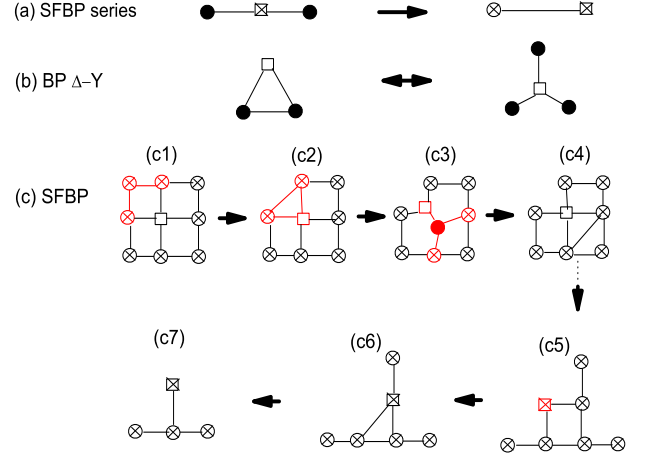 (a) SFBP series
(b) BP Δ−Y
(c1) (c2) (c3) (c4)
(c) SFBP
(c7) (c6) (c5)